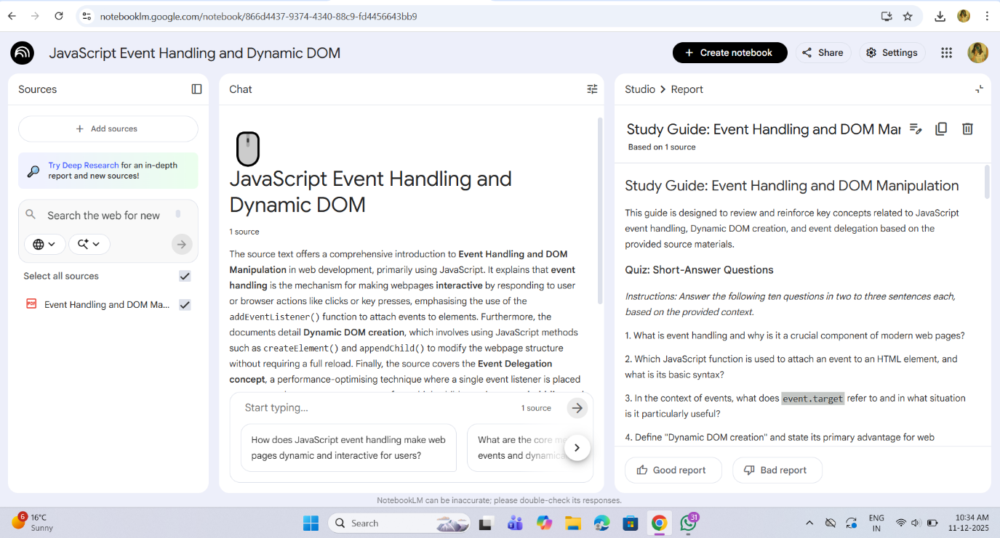 notebooklm.google.com/notebook/866d4437-9374-4340-88c9-fd4456643bb9
JavaScript Event Handling and Dynamic DOM
Create notebook
Share
Settings
Sources
Add sources
Try Deep Research for an in-depth
report and new sources!
Search the web for new
Select all sources
PDF
Event Handling and DOM Ma...
Chat
JavaScript Event Handling and
Dynamic DOM
1 source
The source text offers a comprehensive introduction to Event Handling and DOM
Manipulation in web development, primarily using JavaScript. It explains that event
handling is the mechanism for making webpages interactive by responding to user
or browser actions like clicks or key presses, emphasising the use of the
addEventListener() function to attach events to elements. Furthermore, the
documents detail Dynamic DOM creation, which involves using JavaScript methods
such as createElement() and appendChild() to modify the webpage structure
without requiring a full reload. Finally, the source covers the Event Delegation
concept, a performance-optimising technique where a single event listener is placed
Start typing...
1 source
How does JavaScript event handling make web
pages dynamic and interactive for users?
What are the core
events and
NotebookLM can be inaccurate; please double-check its responses.
Studio > Report
Study Guide: Event Handling and DOM Mar
Based on 1 source
Study Guide: Event Handling and DOM Manipulation
This guide is designed to review and reinforce key concepts related to JavaScript
event handling, Dynamic DOM creation, and event delegation based on the
provided source materials.
Quiz: Short-Answer Questions
Instructions: Answer the following ten questions in two to three sentences each,
based on the provided context.
1. What is event handling and why is it a crucial component of modern web pages?
2. Which JavaScript function is used to attach an event to an HTML element, and
what is its basic syntax?
3. In the context of events, what does event.target refer to and in what situation
is it particularly useful?
4. Define "Dynamic DOM creation" and state its primary advantage for web
Good report
Bad report
6
16°C
Sunny
Search
31
ENG
IN
10:34 AM
11-12-2025